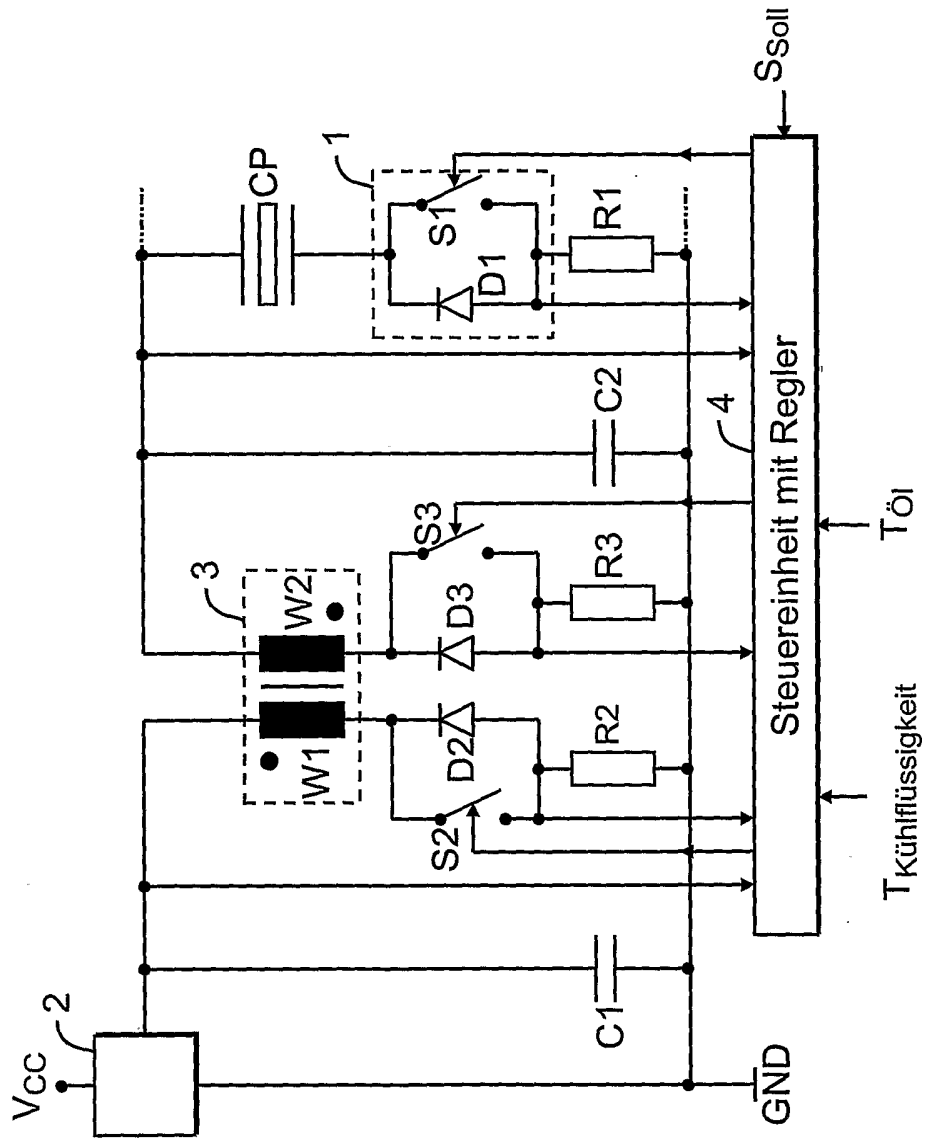 VCC
2
C1
GND
3
W1
W2
S2
D2
R2
D3
S3
R3
C2
CP
1
S1
D1
R1
4
Steuereinheit mit Regler
TKühlflüssigkeit
TÖl
SSoll